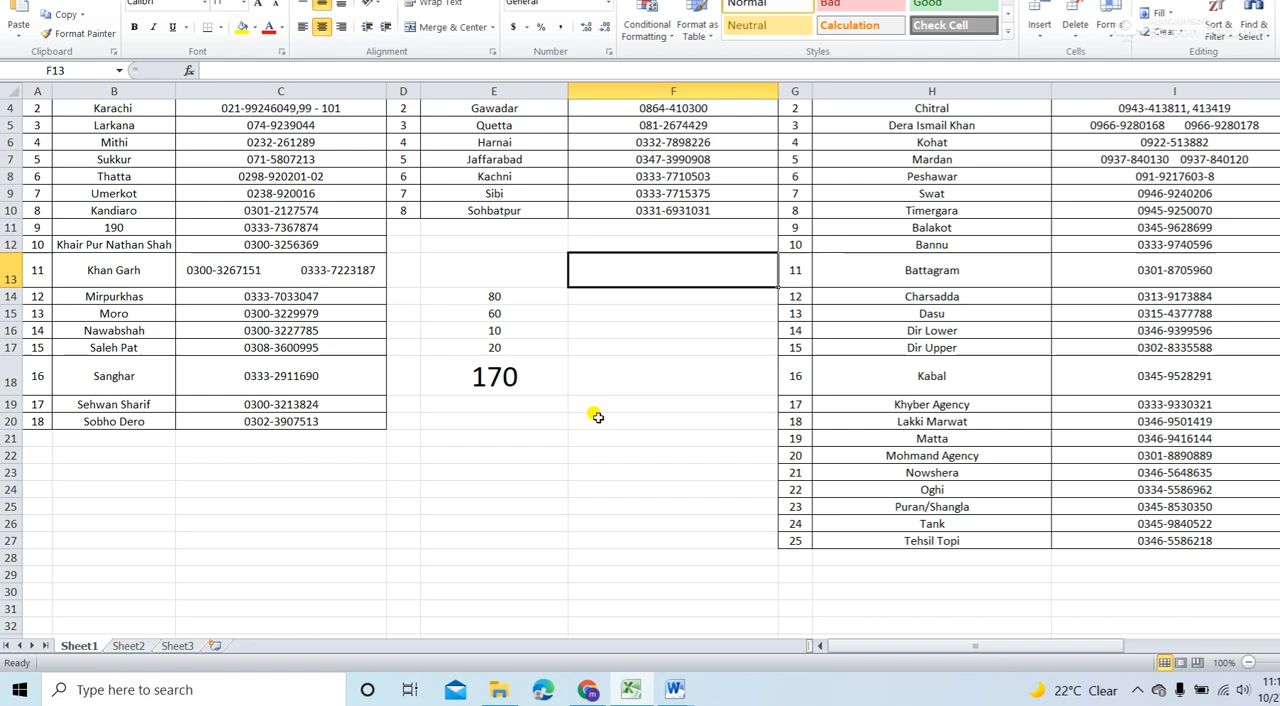 Calibri 11 General Normal Bad Good
Paste Copy Wrap Text Conditional Format as Neutral Calculation Check Cell Insert Delete Format Fill Sort & Find &
Format Painter B I U Merge & Center $ % , Formatting Table Clear Filter Select
Clipboard Font Alignment Number Styles Cells Editing
F13 fx
A B C D E F G H I
4 2 Karachi 021-99246049,99 - 101 2 Gawadar 0864-410300 2 Chitral 0943-413811, 413419
5 3 Larkana 074-9239044 3 Quetta 081-2674429 3 Dera Ismail Khan 0966-9280168 0966-9280178
6 4 Mithi 0232-261289 4 Harnai 0332-7898226 4 Kohat 0922-513882
7 5 Sukkur 071-5807213 5 Jaffarabad 0347-3990908 5 Mardan 0937-840130 0937-840120
8 6 Thatta 0298-920201-02 6 Kachni 0333-7710503 6 Peshawar 091-9217603-8
9 7 Umerkot 0238-920016 7 Sibi 0333-7715375 7 Swat 0946-9240206
10 8 Kandiaro 0301-2127574 8 Sohbatpur 0331-6931031 8 Timergara 0945-9250070
11 9 190 0333-7367874 9 Balakot 0345-9628699
12 10 Khair Pur Nathan Shah 0300-3256369 10 Bannu 0333-9740596
13 11 Khan Garh 0300-3267151 0333-7223187 11 Battagram 0301-8705960
14 12 Mirpurkhas 0333-7033047 80 12 Charsadda 0313-9173884
15 13 Moro 0300-3229979 60 13 Dasu 0315-4377788
16 14 Nawabshah 0300-3227785 10 14 Dir Lower 0346-9399596
17 15 Saleh Pat 0308-3600995 20 15 Dir Upper 0302-8335588
18 16 Sanghar 0333-2911690 170 16 Kabal 0345-9528291
19 17 Sehwan Sharif 0300-3213824 17 Khyber Agency 0333-9330321
20 18 Sobho Dero 0302-3907513 18 Lakki Marwat 0346-9501419
21 19 Matta 0346-9416144
22 20 Mohmand Agency 0301-8890889
23 21 Nowshera 0346-5648635
24 22 Oghi 0334-5586962
25 23 Puran/Shangla 0345-8530350
26 24 Tank 0345-9840522
27 25 Tehsil Topi 0346-5586218
28
29
30
31
32
Sheet1 Sheet2 Sheet3
Ready 100%
Type here to search 22°C Clear